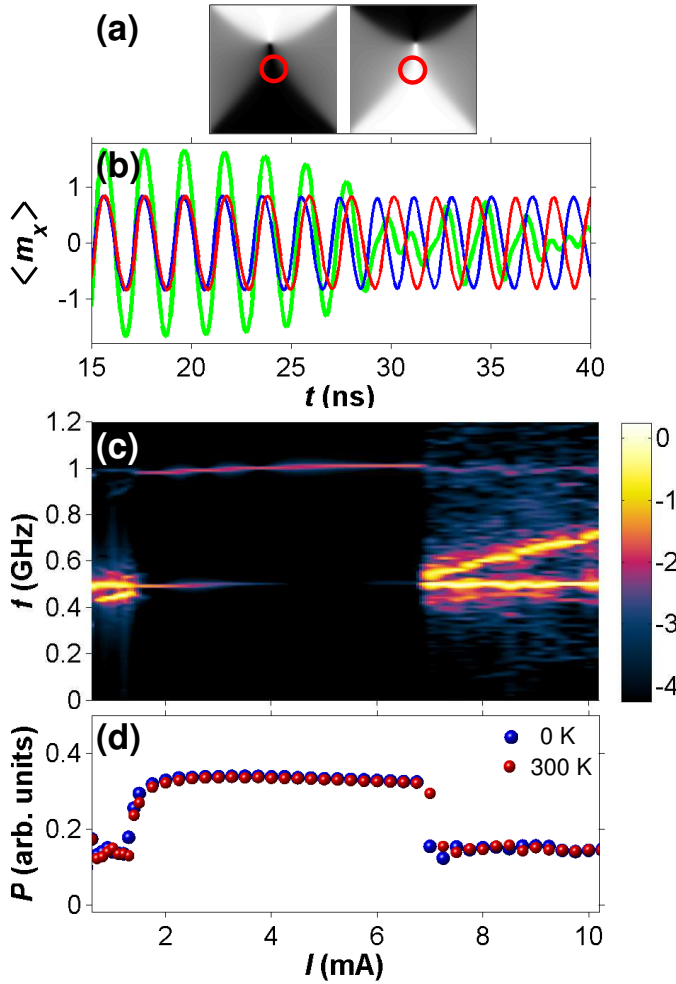 (a)
(b)
<m_x>
1
0
-1
15 20 25 30 35 40
t (ns)
(c)
f (GHz)
1.2
1
0.8
0.6
0.4
0.2
0
0
-1
-2
-3
-4
(d)
P (arb. units)
0.4
0.2
0
0 K
300 K
2 4 6 8 10
I (mA)